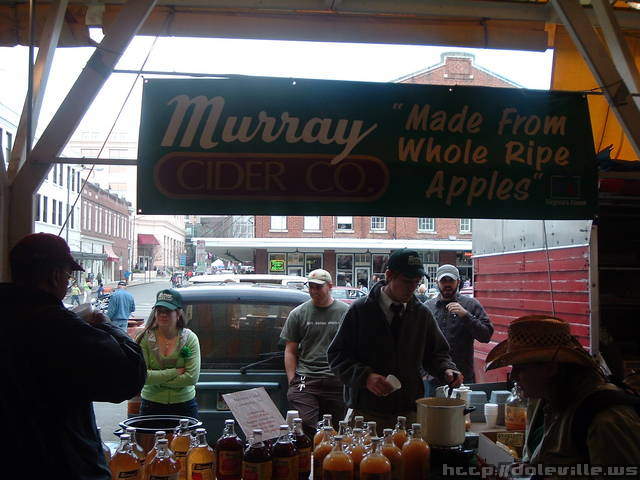 Murray
CIDER CO.
"Made From
Whole Ripe
Apples"
http://doleville.ws